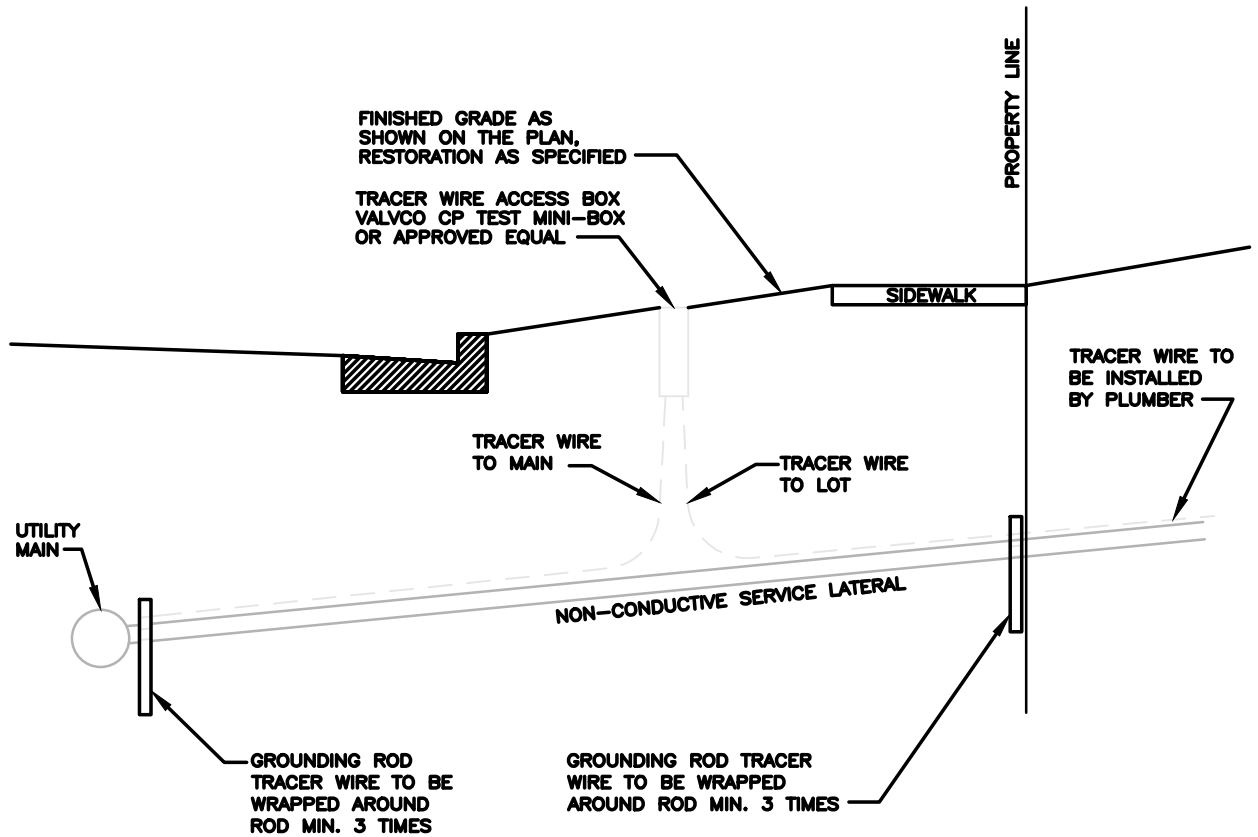 PROPERTY LINE
FINISHED GRADE AS
SHOWN ON THE PLAN,
RESTORATION AS SPECIFIED
TRACER WIRE ACCESS BOX
VALVCO CP TEST MINI-BOX
OR APPROVED EQUAL
SIDEWALK
TRACER WIRE TO
BE INSTALLED
BY PLUMBER
TRACER WIRE
TO MAIN
TRACER WIRE
TO LOT
UTILITY
MAIN
NON-CONDUCTIVE SERVICE LATERAL
GROUNDING ROD
TRACER WIRE TO BE
WRAPPED AROUND
ROD MIN. 3 TIMES
GROUNDING ROD TRACER
WIRE TO BE WRAPPED
AROUND ROD MIN. 3 TIMES